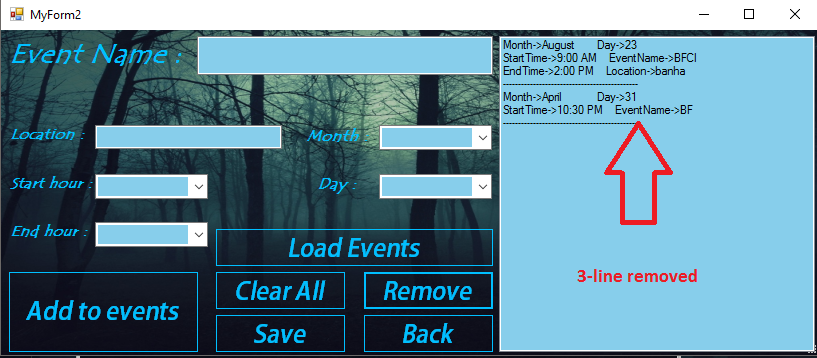 MyForm2
Event Name :
Location :
Month :
Start hour :
Day :
End hour :
Load Events
Add to events
Clear All
Remove
Save
Back
Month->August Day->23
StartTime->9:00 AM EventName->BFCI
EndTime->2:00 PM Location->banha
--------------------------------------------
Month->April Day->31
StartTime->10:30 PM EventName->BF
--------------------------------------------
3-line removed